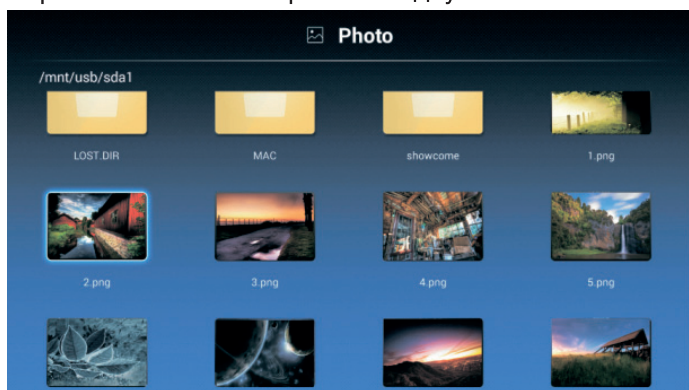 Photo
/mnt/usb/sda1
LOST.DIR
MAC
showcome
1.png
2.png
3.png
4.png
5.png